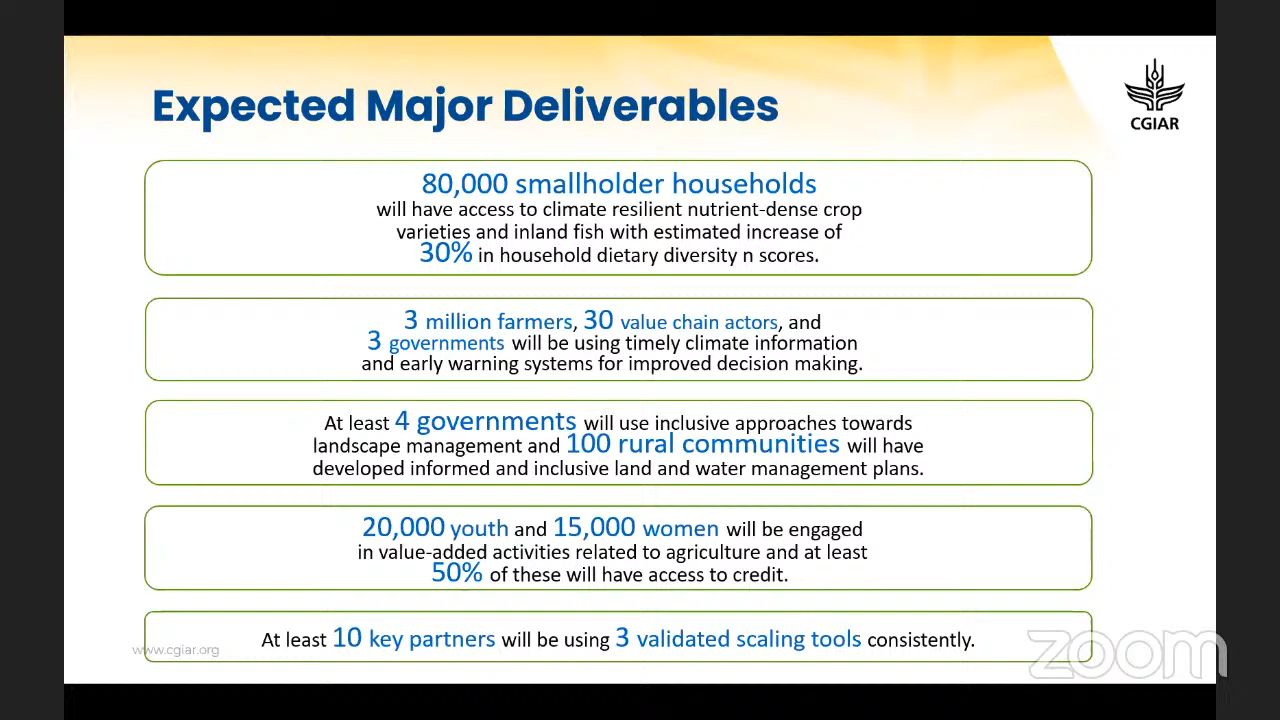 Expected Major Deliverables
CGIAR
80,000 smallholder households
will have access to climate resilient nutrient-dense crop
varieties and inland fish with estimated increase of
30% in household dietary diversity n scores.
3 million farmers, 30 value chain actors, and
3 governments will be using timely climate information
and early warning systems for improved decision making.
At least 4 governments will use inclusive approaches towards
landscape management and 100 rural communities will have
developed informed and inclusive land and water management plans.
20,000 youth and 15,000 women will be engaged
in value-added activities related to agriculture and at least
50% of these will have access to credit.
At least 10 key partners will be using 3 validated scaling tools consistently.
www.cgiar.org
zoom